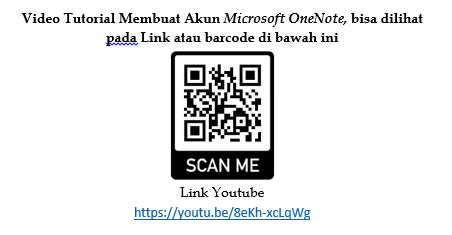 Video Tutorial Membuat Akun Microsoft OneNote, bisa dilihat
pada Link atau barcode di bawah ini
SCAN ME
Link Youtube
https://youtu.be/8eKh-xcLqWg